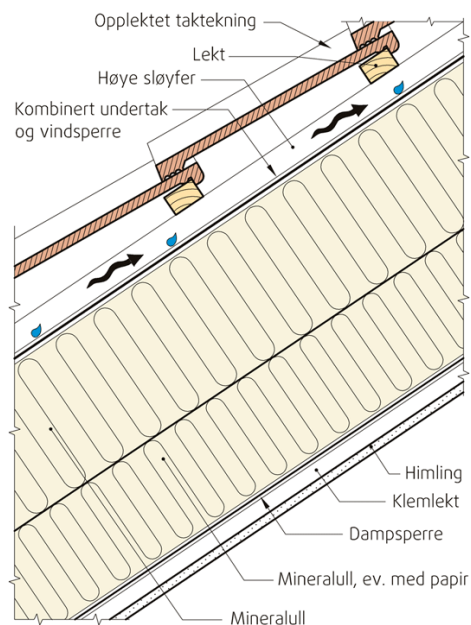 Opplektet taktekning
Lekt
Høye sløyfer
Kombinert undertak
og vindsperre
Himling
Klemlekt
Dampsperre
Mineralull, ev. med papir
Mineralull